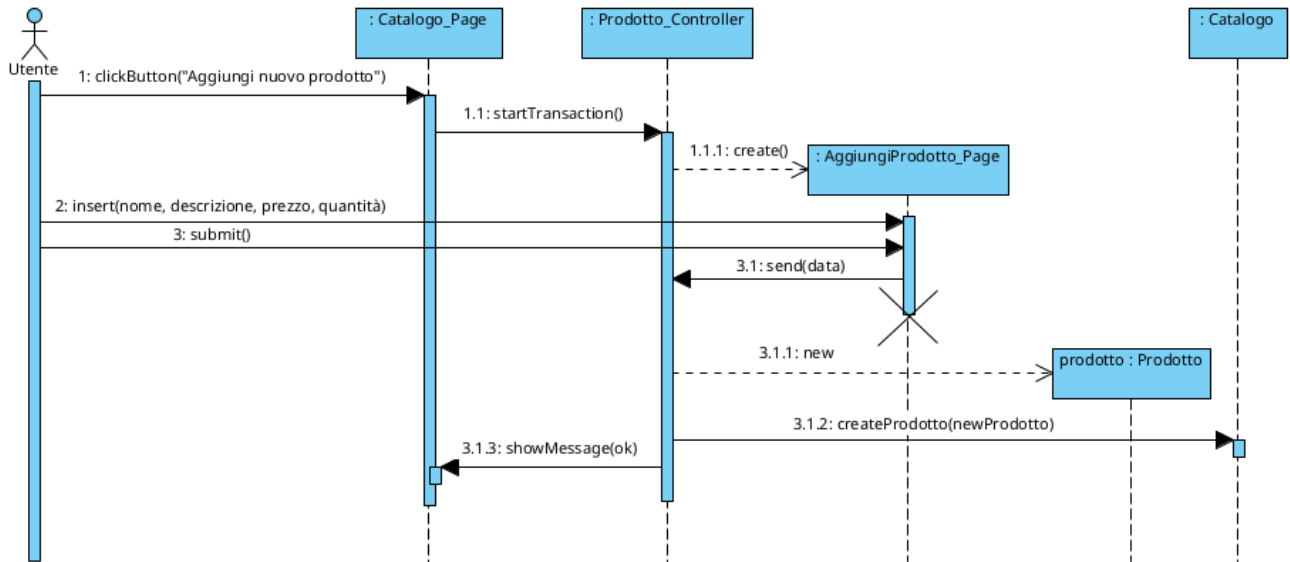 : Catalogo_Page
: Prodotto_Controller
: Catalogo
Utente
1: clickButton("Aggiungi nuovo prodotto")
1.1: startTransaction()
1.1.1: create()
: AggiungiProdotto_Page
2: insert(nome, descrizione, prezzo, quantità)
3: submit()
3.1: send(data)
3.1.1: new
prodotto : Prodotto
3.1.2: createProdotto(newProdotto)
3.1.3: showMessage(ok)